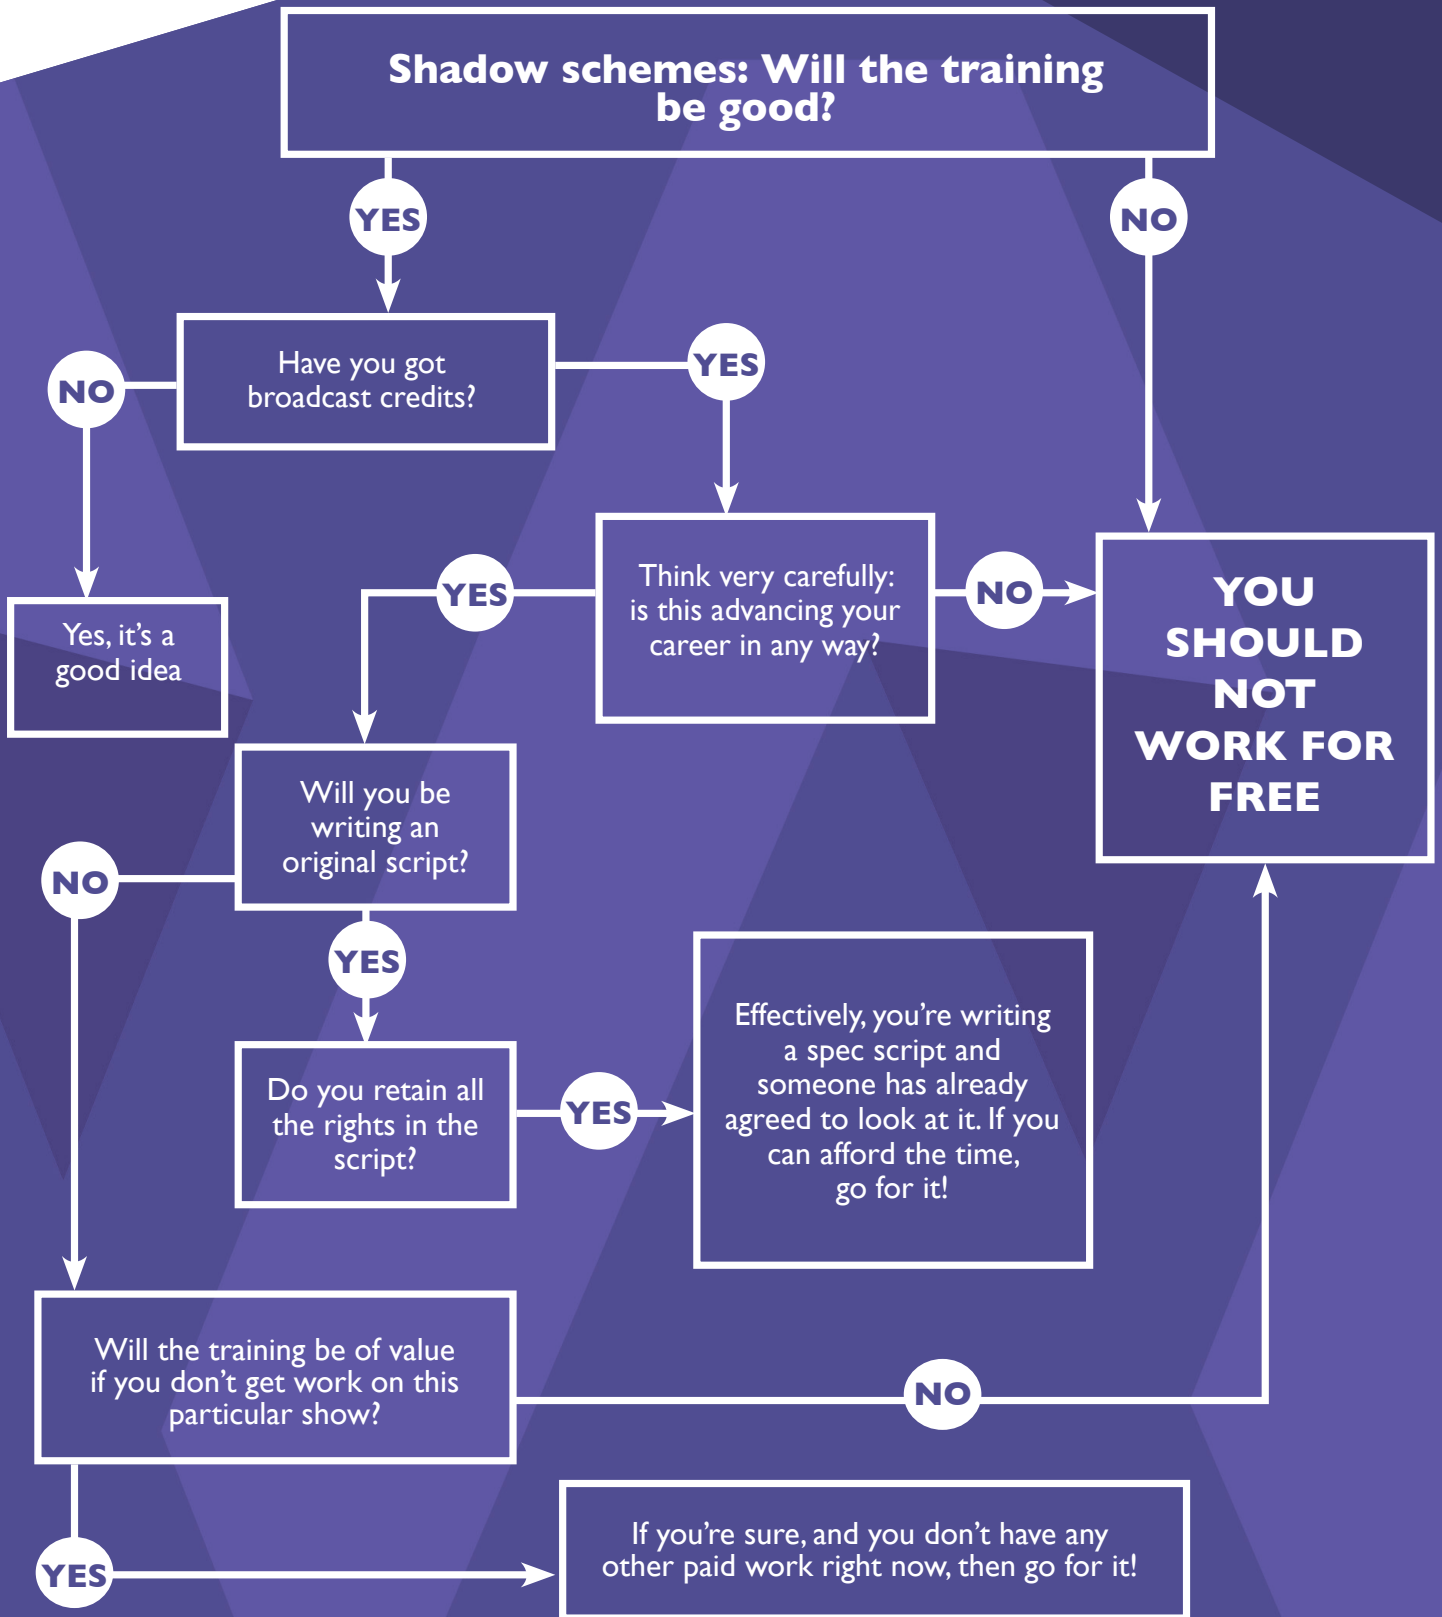 Shadow schemes: Will the training
be good?
YES
NO
Have you got
broadcast credits?
NO
YES
Think very carefully:
is this advancing your
career in any way?
YES
NO
YOU
SHOULD
NOT
WORK FOR
FREE
Yes, it’s a
good idea
Will you be
writing an
original script?
NO
YES
Do you retain all
the rights in the
script?
YES
Effectively, you’re writing
a spec script and
someone has already
agreed to look at it. If you
can afford the time,
go for it!
Will the training be of value
if you don’t get work on this
particular show?
NO
YES
If you’re sure, and you don’t have any
other paid work right now, then go for it!